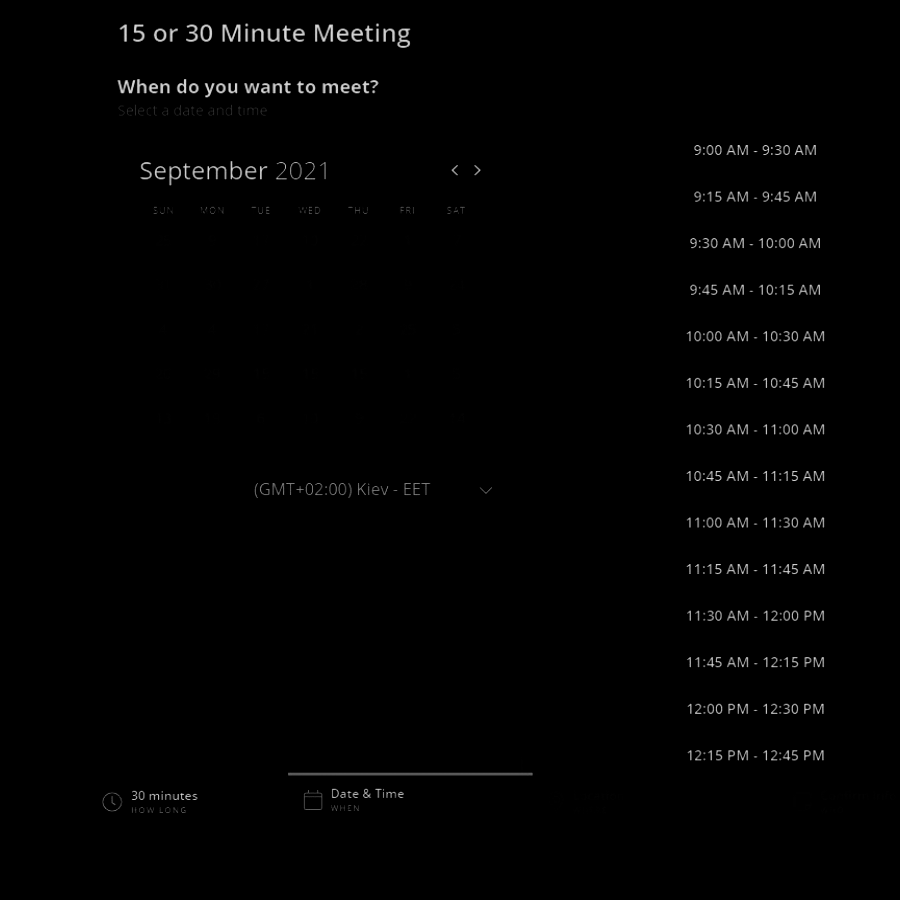 15 or 30 Minute Meeting
When do you want to meet?
Select a date and time
September 2021
SUN MON TUE WED THU FRI SAT
(GMT+02:00) Kiev - EET
9:00 AM - 9:30 AM
9:15 AM - 9:45 AM
9:30 AM - 10:00 AM
9:45 AM - 10:15 AM
10:00 AM - 10:30 AM
10:15 AM - 10:45 AM
10:30 AM - 11:00 AM
10:45 AM - 11:15 AM
11:00 AM - 11:30 AM
11:15 AM - 11:45 AM
11:30 AM - 12:00 PM
11:45 AM - 12:15 PM
12:00 PM - 12:30 PM
12:15 PM - 12:45 PM
30 minutes
HOW LONG
Date & Time
WHEN